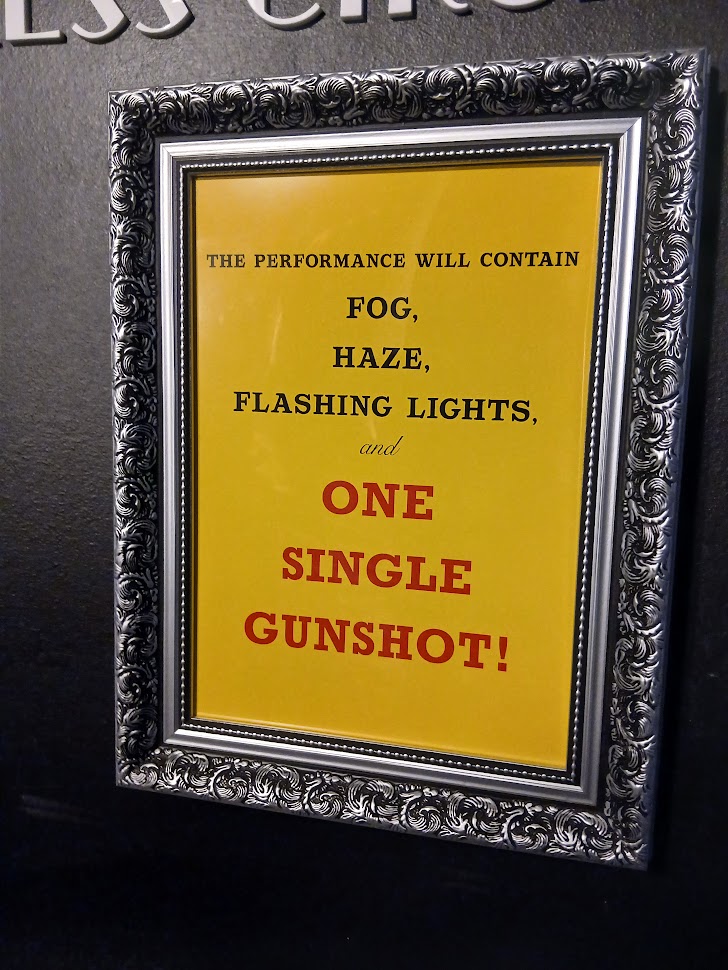 THE PERFORMANCE WILL CONTAIN
FOG,
HAZE,
FLASHING LIGHTS,
and
ONE
SINGLE
GUNSHOT!